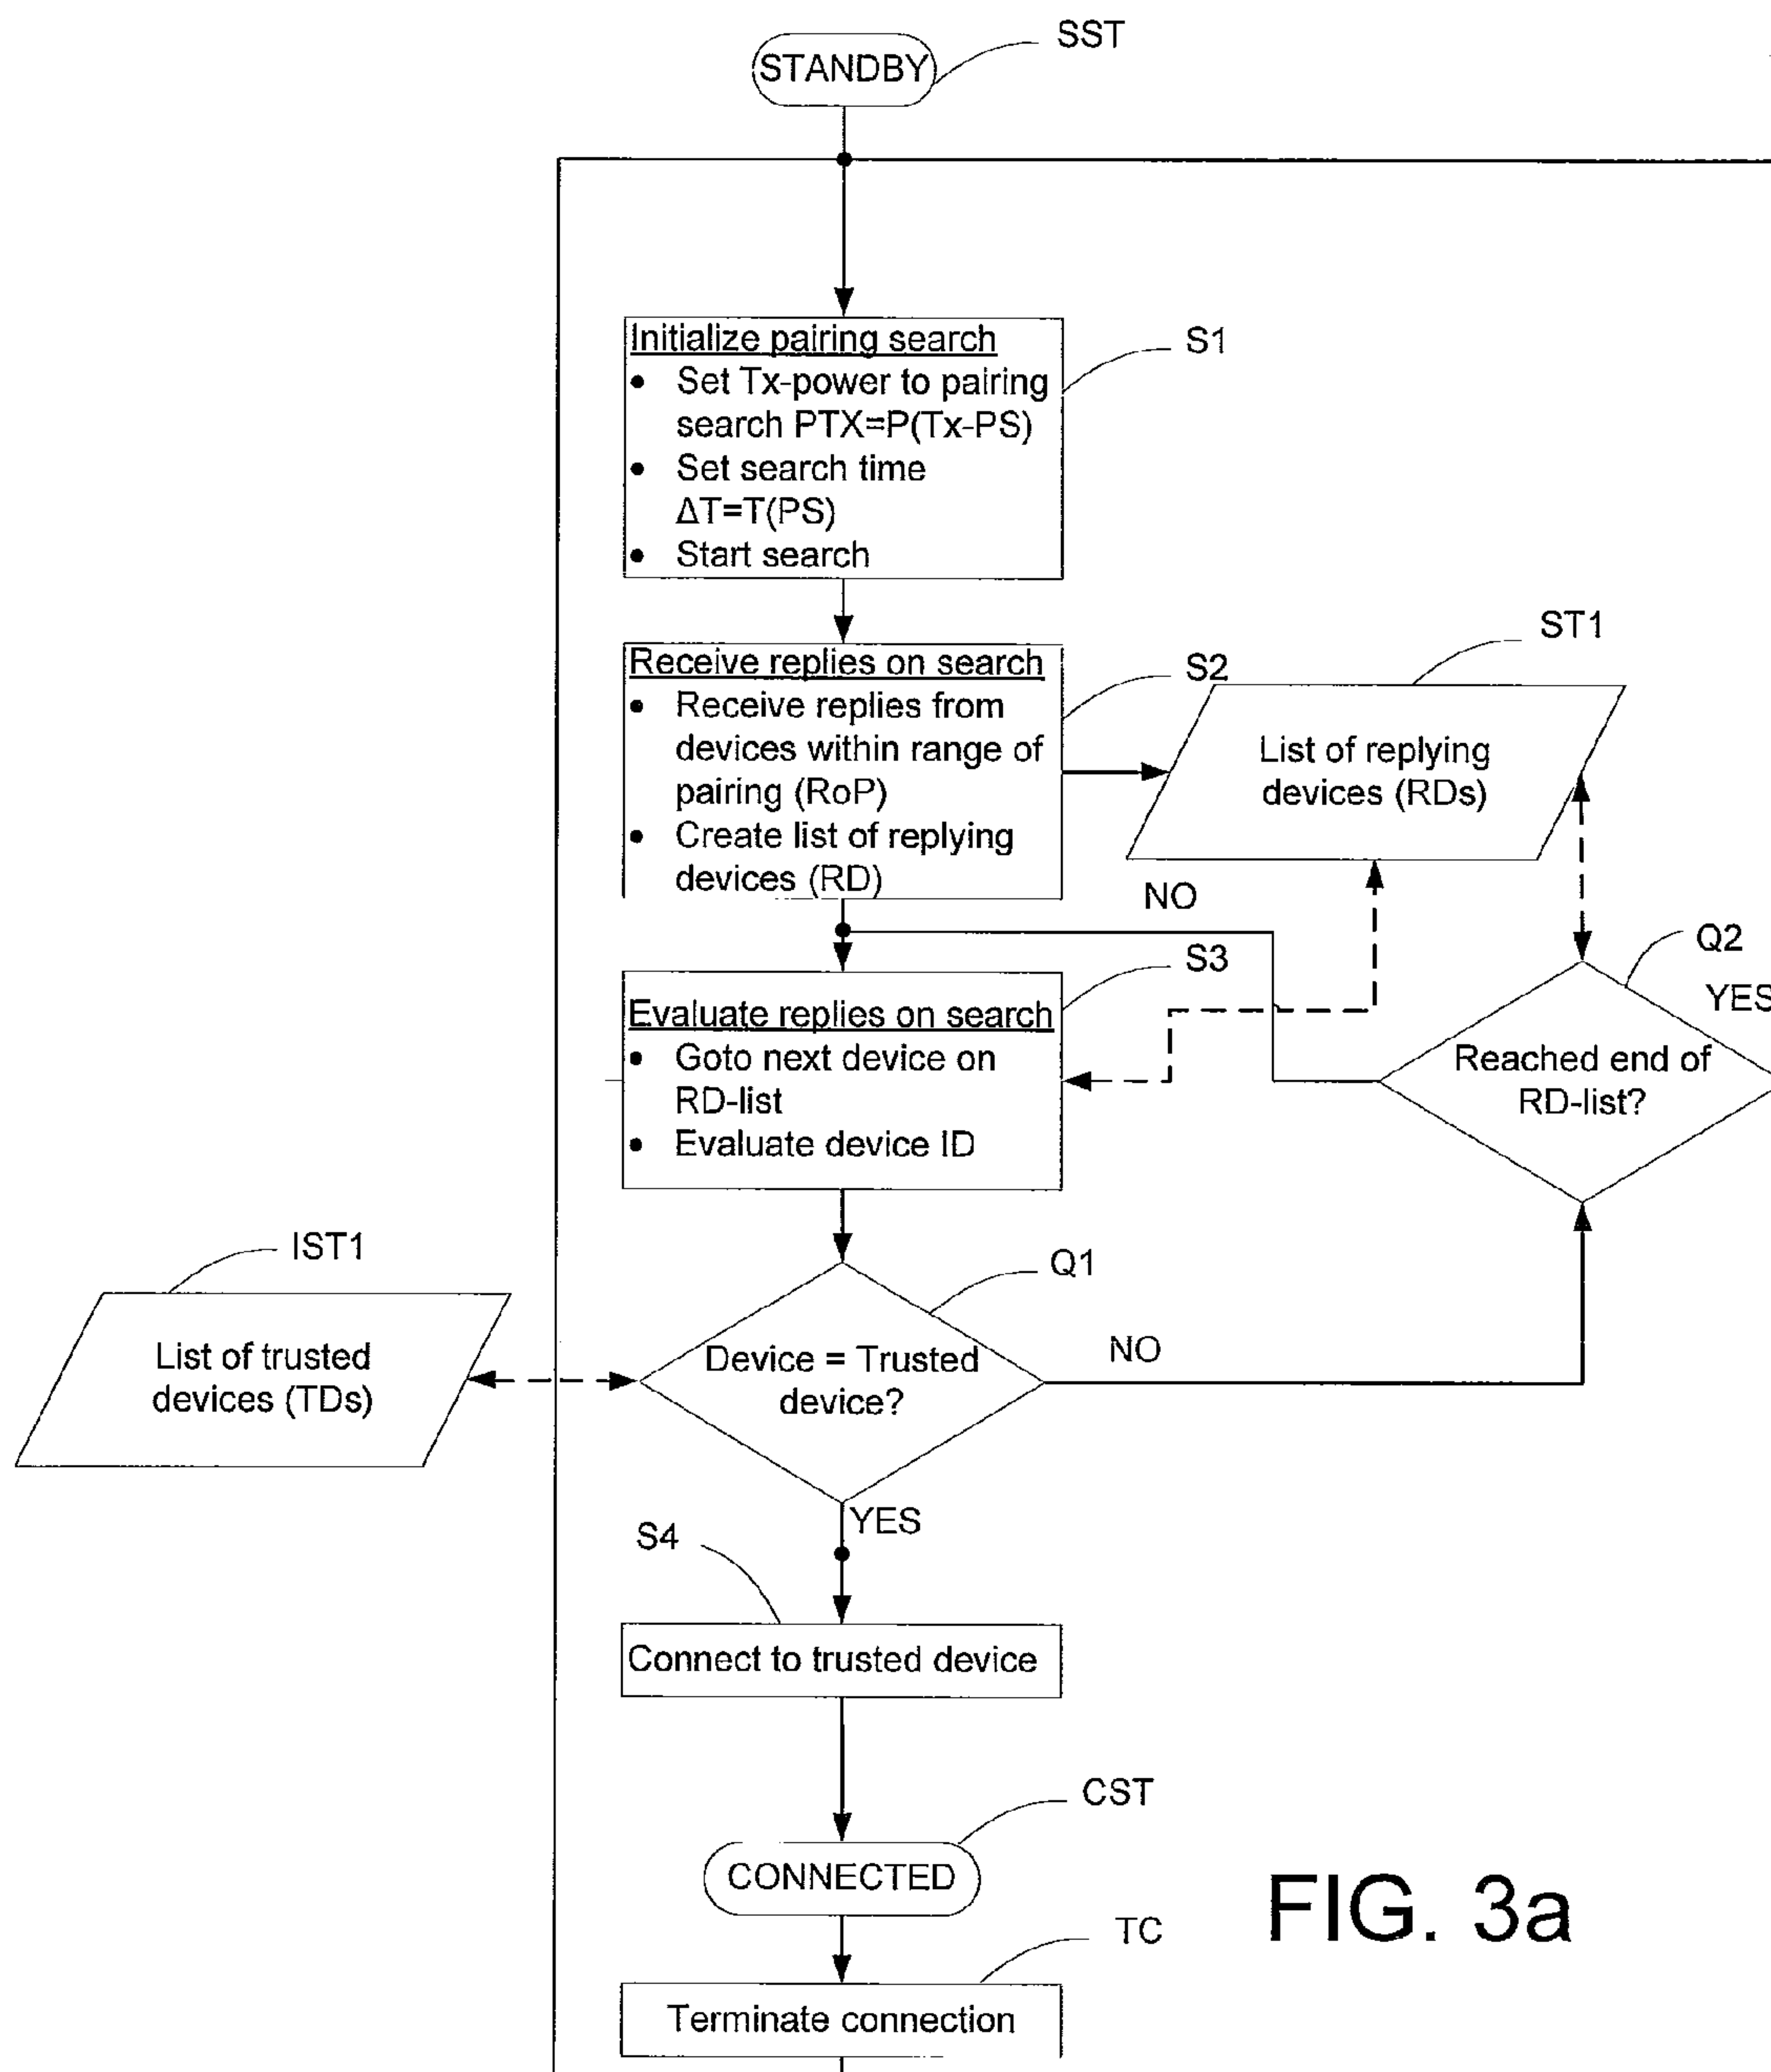 STANDBY
SST
Initialize pairing search
• Set Tx-power to pairing
search PTX=P(Tx-PS)
• Set search time
ΔT=T(PS)
• Start search
S1
Receive replies on search
• Receive replies from
devices within range of
pairing (RoP)
• Create list of replying
devices (RD)
S2
ST1
List of replying
devices (RDs)
NO
S3
Evaluate replies on search
• Goto next device on
RD-list
• Evaluate device ID
Q2
YES
Reached end of
RD-list?
IST1
List of trusted
devices (TDs)
Q1
Device = Trusted
device?
NO
YES
S4
Connect to trusted device
CST
CONNECTED
TC
Terminate connection
FIG. 3a